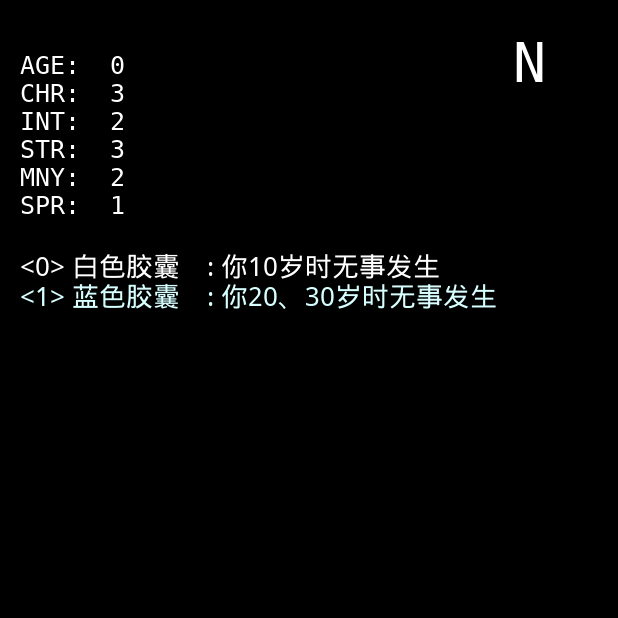 N
AGE: 0
CHR: 3
INT: 2
STR: 3
MNY: 2
SPR: 1
<0> 白色胶囊 : 你10岁时无事发生
<1> 蓝色胶囊 : 你20、30岁时无事发生